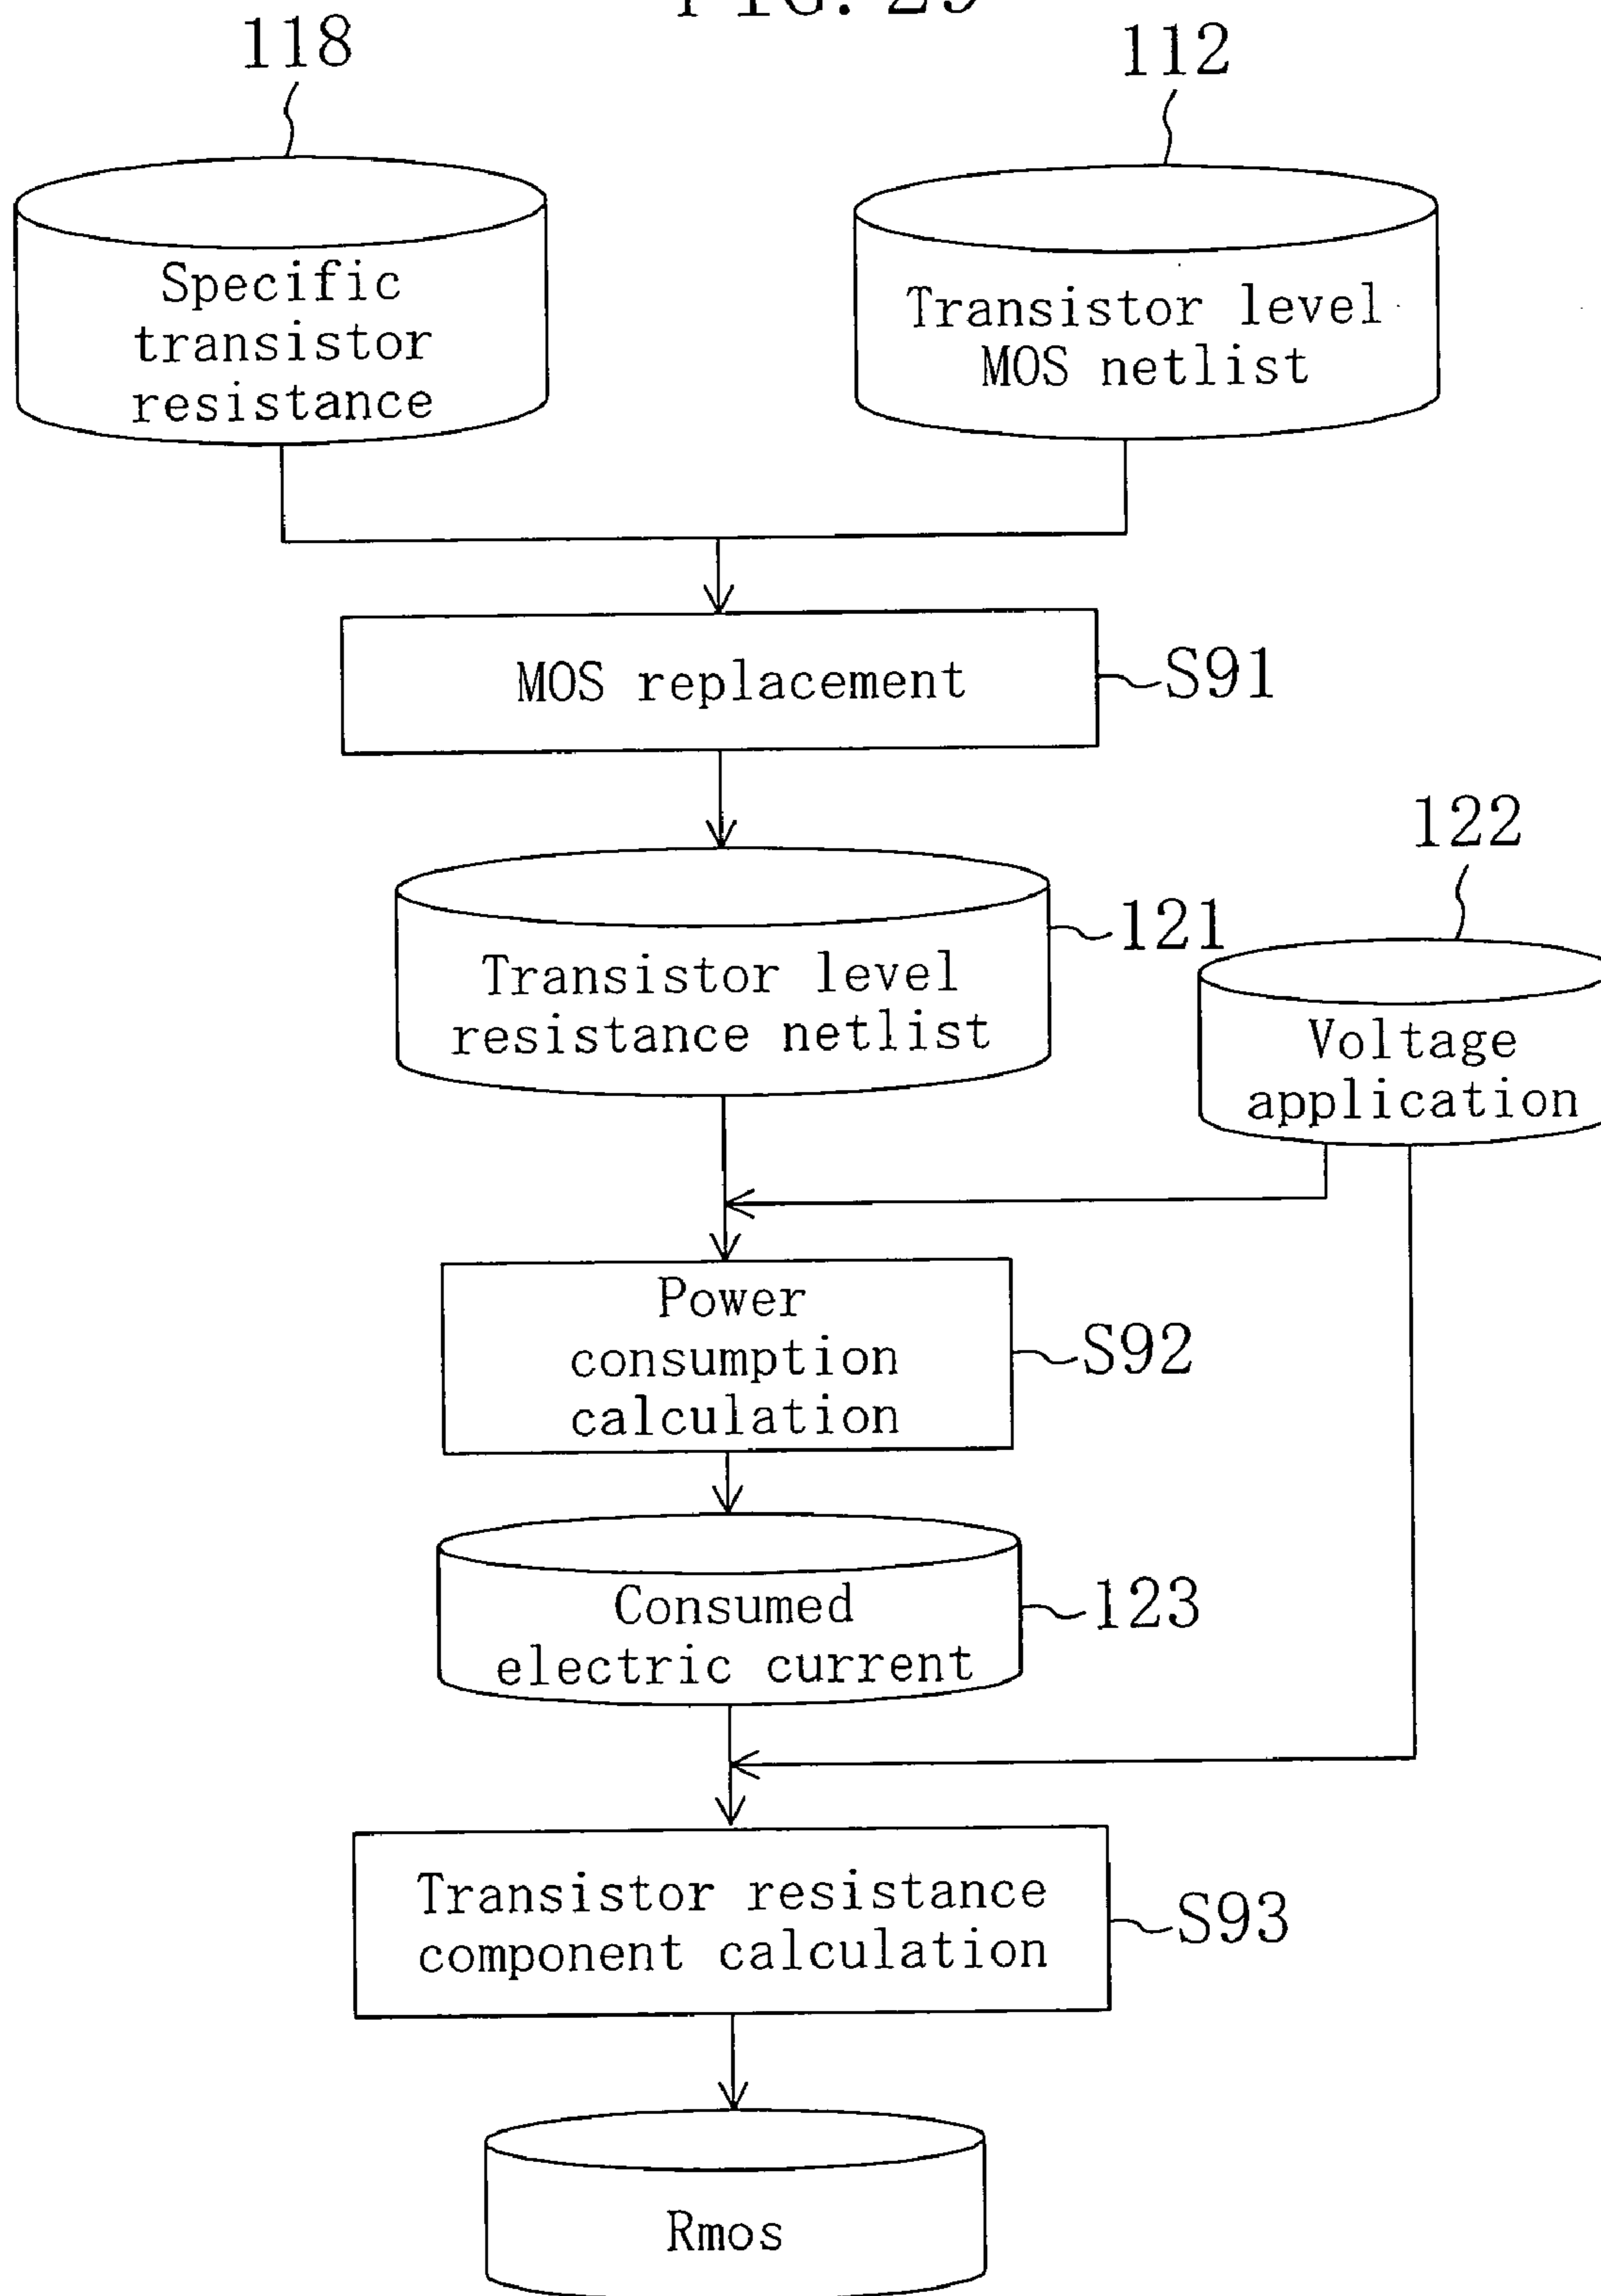 118
112
Specific
transistor
resistance
Transistor level
MOS netlist
MOS replacement
S91
122
121
Transistor level
resistance netlist
Voltage
application
Power
consumption
calculation
S92
Consumed
electric current
123
Transistor resistance
component calculation
S93
Rmos